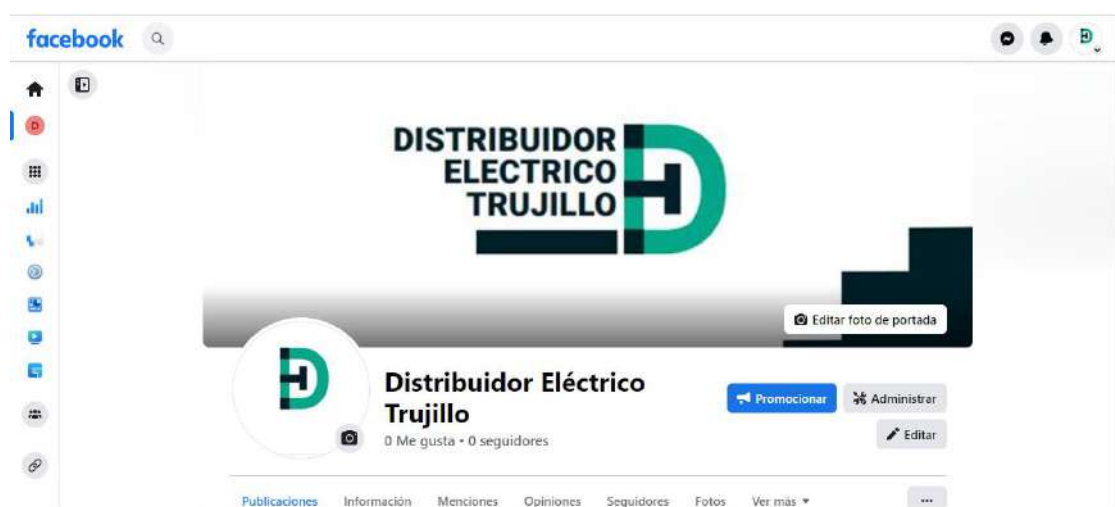 facebook
DISTRIBUIDOR
ELECTRICO
TRUJILLO
D
Editar foto de portada
Distribuidor Eléctrico
Trujillo
Promocionar
Administrar
0 Me gusta • 0 seguidores
Editar
Publicaciones Información Menciones Opiniones Seguidores Fotos Ver más